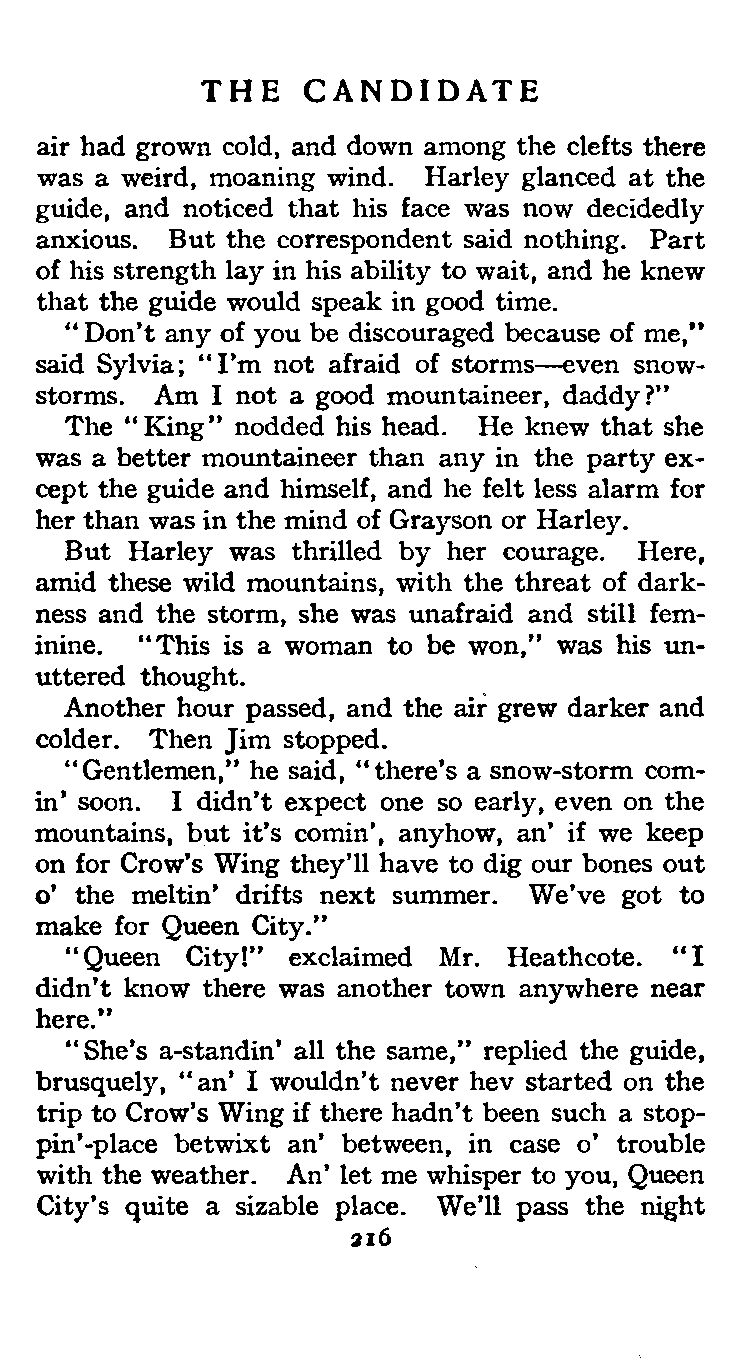 THE CANDIDATE
air had grown cold, and down among the clefts there
was a weird, moaning wind. Harley glanced at the
guide, and noticed that his face was now decidedly
anxious. But the correspondent said nothing. Part
of his strength lay in his ability to wait, and he knew
that the guide would speak in good time.
"Don't any of you be discouraged because of me,"
said Sylvia; "I'm not afraid of storms—even snow-
storms. Am I not a good mountaineer, daddy?"
The "King" nodded his head. He knew that she
was a better mountaineer than any in the party ex-
cept the guide and himself, and he felt less alarm for
her than was in the mind of Grayson or Harley.
But Harley was thrilled by her courage. Here,
amid these wild mountains, with the threat of dark-
ness and the storm, she was unafraid and still fem-
inine. "This is a woman to be won," was his un-
uttered thought.
Another hour passed, and the air grew darker and
colder. Then Jim stopped.
"Gentlemen," he said, "there's a snow-storm com-
in' soon. I didn't expect one so early, even on the
mountains, but it's comin', anyhow, an' if we keep
on for Crow's Wing they'll have to dig our bones out
o' the meltin' drifts next summer. We've got to
make for Queen City."
"Queen City!" exclaimed Mr. Heathcote. "I
didn't know there was another town anywhere near
here."
"She's a-standin' all the same," replied the guide,
brusquely, "an' I wouldn't never hev started on the
trip to Crow's Wing if there hadn't been such a stop-
pin'-place betwixt an' between, in case o' trouble
with the weather. An' let me whisper to you, Queen
City's quite a sizable place. We'll pass the night
216